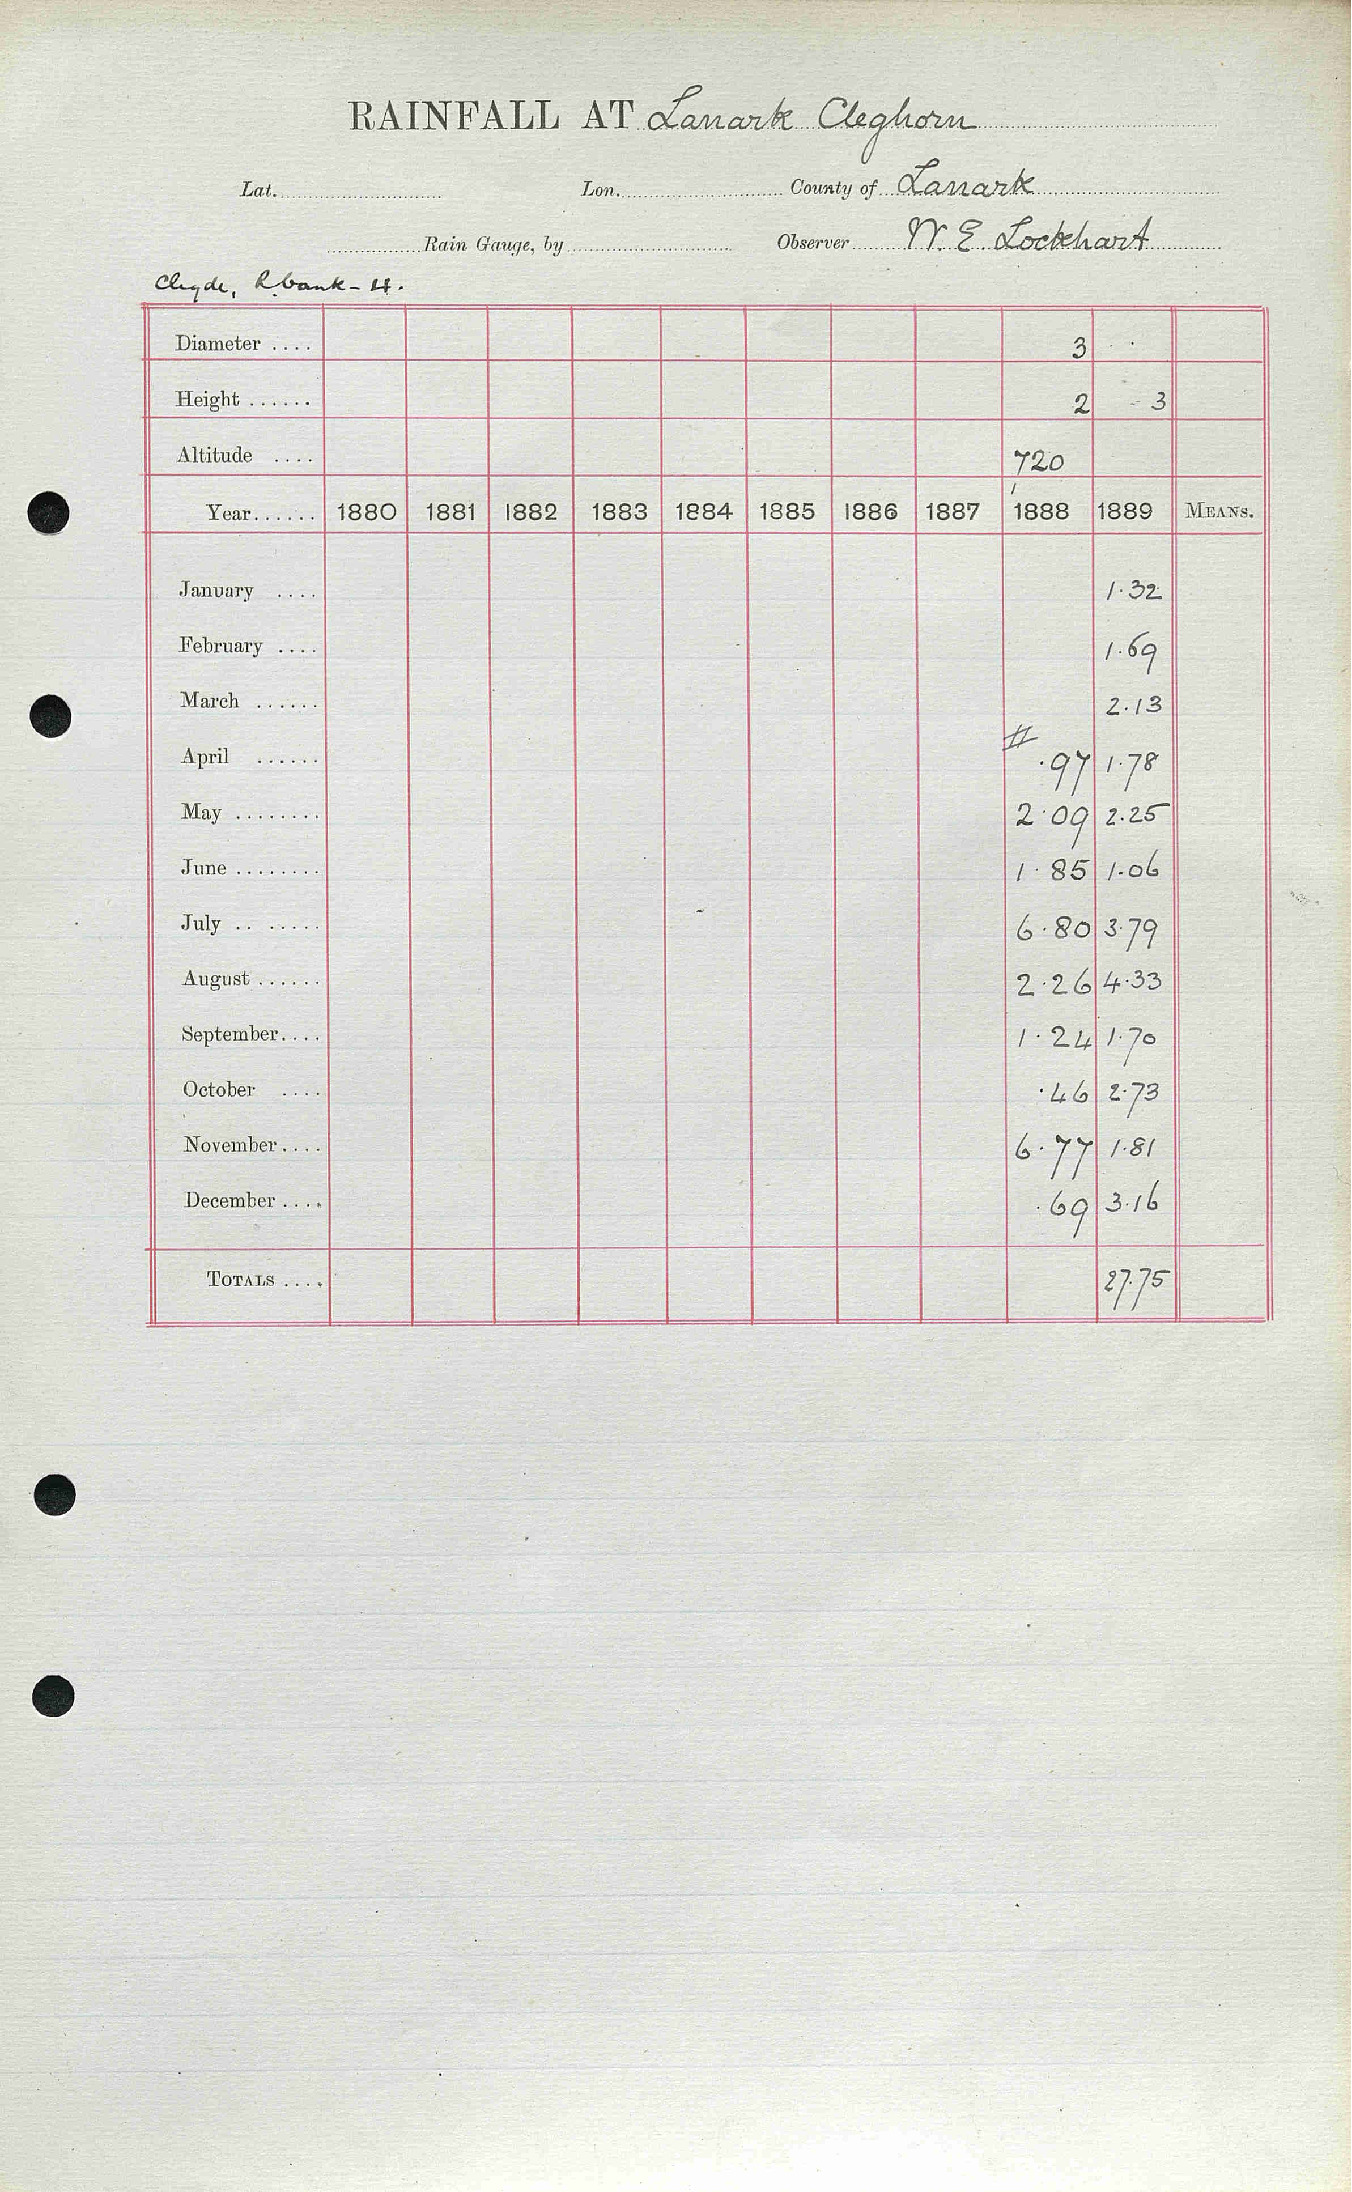 RAINFALL AT Lanark Cleghorn
Lat. Lon. County of Lanark
Rain Gauge, by Observer W. E. Lockhart
Clyde, R bank - 4.
Diameter .... 3
Height ...... 2 - 3
Altitude .... 720
Year...... 1880 1881 1882 1883 1884 1885 1886 1887 1888 1889 MEANS.
January .... 1.32
February .... 1.69
March ...... 2.13
April ...... # .97 1.78
May ........ 2.09 2.25
June ........ 1.85 1.06
July .. ..... 6.80 3.79
August ...... 2.26 4.33
September.... 1.24 1.70
October .... .46 2.73
November.... 6.77 1.81
December .... .69 3.16
TOTALS .... 27.75